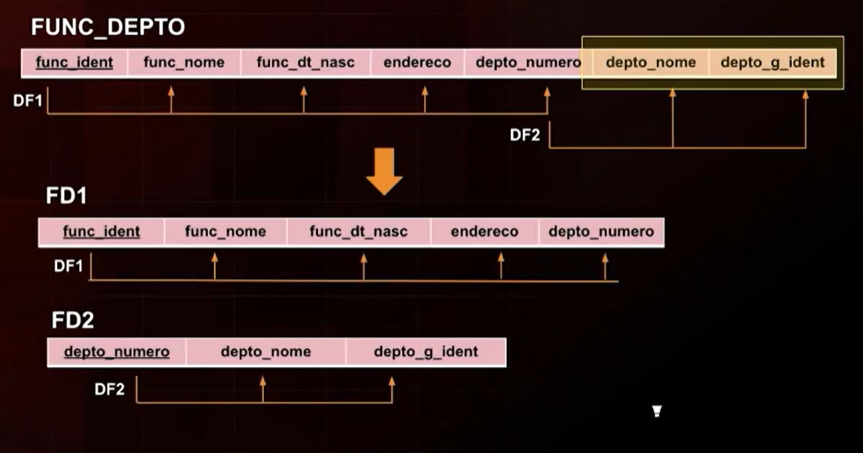 FUNC_DEPTO
func_ident func_nome func_dt_nasc endereco depto_numero depto_nome depto_g_ident
DF1
DF2
FD1
func_ident func_nome func_dt_nasc endereco depto_numero
DF1
FD2
depto_numero depto_nome depto_g_ident
DF2